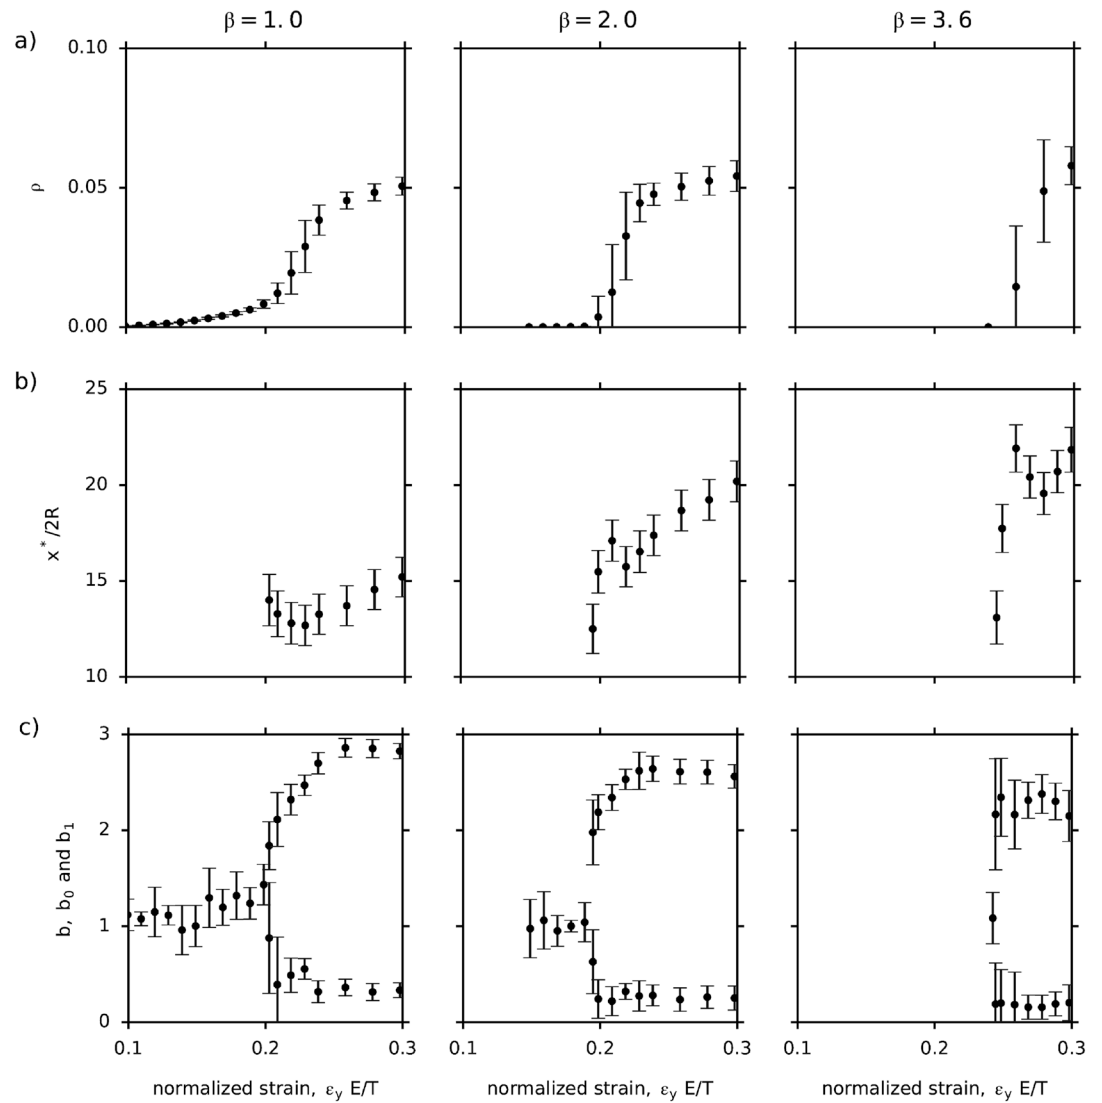 β = 1.0 β = 2.0 β = 3.6
a)
0.10
0.05
0.00
ρ
b)
25
20
15
10
x*/2R
c)
3
2
1
0
b, b₀ and b₁
0.1 0.2 0.3 0.1 0.2 0.3 0.1 0.2 0.3
normalized strain, εy E/T normalized strain, εy E/T normalized strain, εy E/T